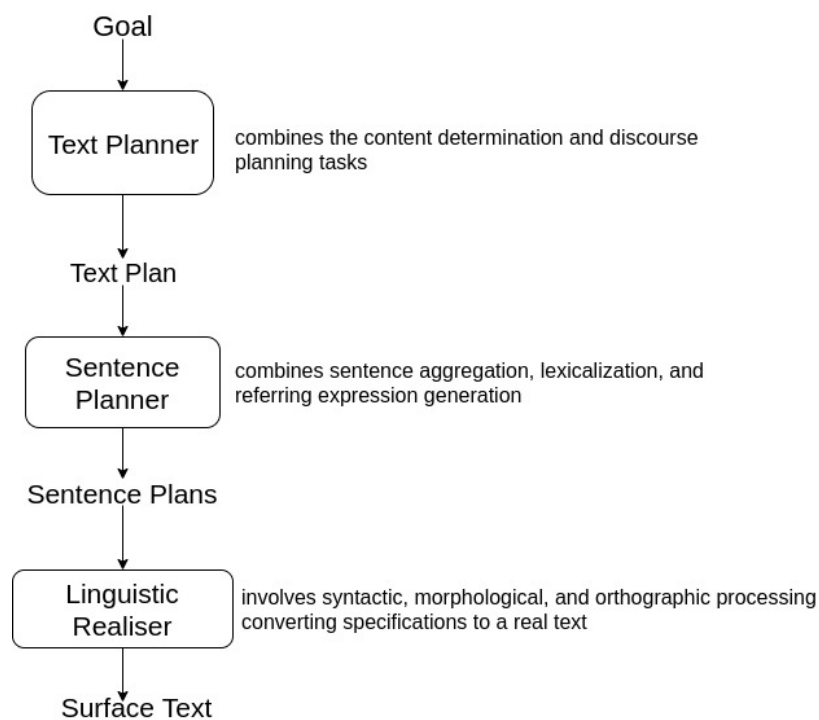 Goal
Text Planner
combines the content determination and discourse
planning tasks
Text Plan
Sentence
Planner
combines sentence aggregation, lexicalization, and
referring expression generation
Sentence Plans
Linguistic
Realiser
involves syntactic, morphological, and orthographic processing
converting specifications to a real text
Surface Text